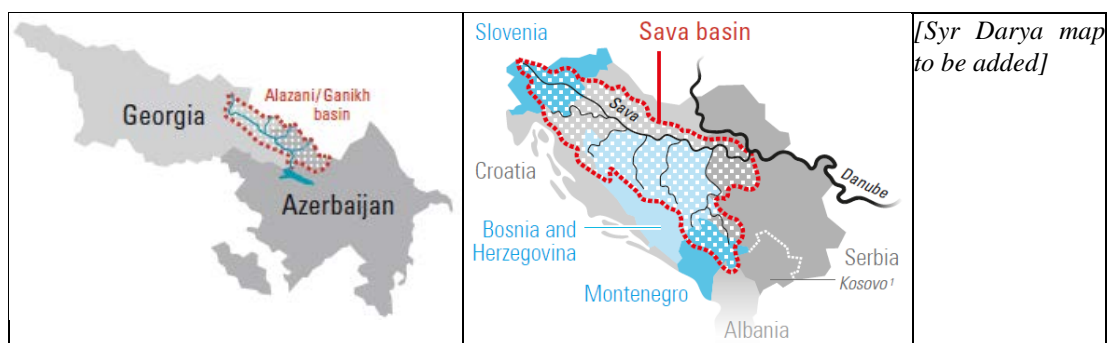 Georgia
Alazani/Ganikh
basin
Azerbaijan
Slovenia
Sava basin
Sava
Croatia
Danube
Bosnia and
Herzegovina
Serbia
Kosovo¹
Montenegro
Albania
[Syr Darya map
to be added]